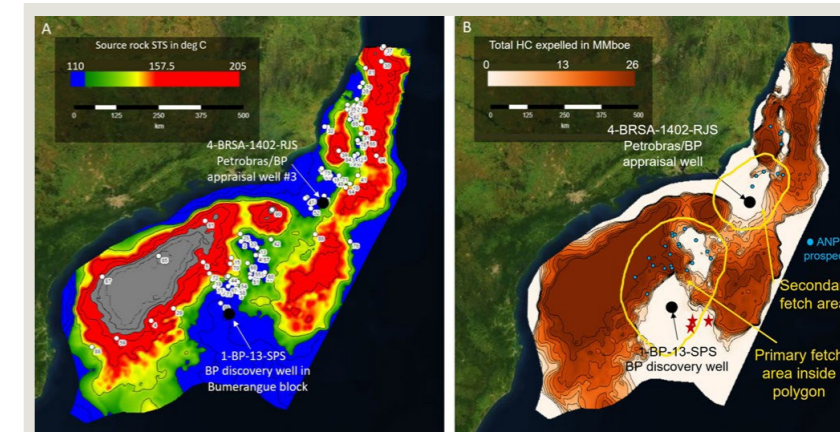 A
Source rock STS in deg C
110 157.5 205
0 125 250 375 500
km
4-BRSA-1402-RJS
Petrobras/BP
appraisal well #3
1-BP-13-SPS
BP discovery well in
Bumerangue block
B
Total HC expelled in MMboe
0 13 26
0 125 250 375 500
km
4-BRSA-1402-RJS
Petrobras/BP
appraisal well
ANP
prospec
Seconda
fetch area
1-BP-13-SPS
BP discovery well
Primary fetch
area inside
polygon